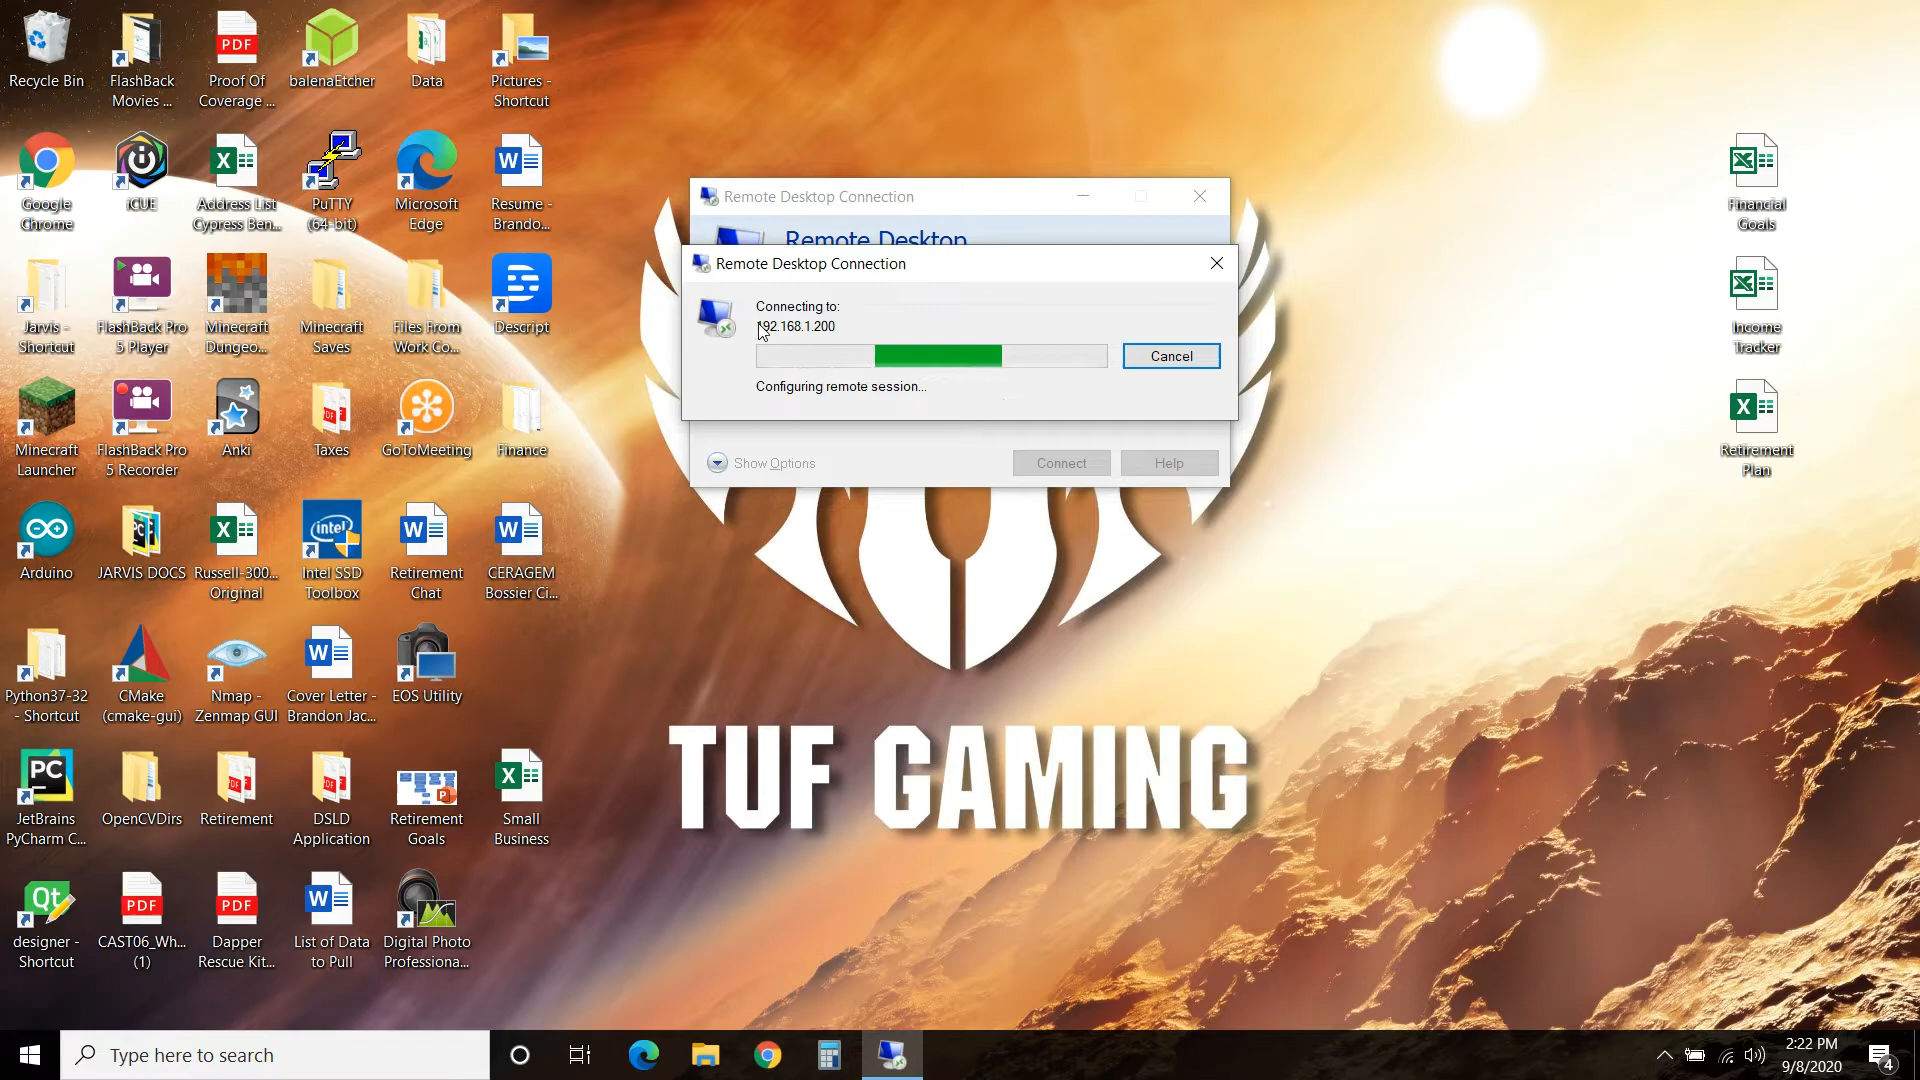 Recycle Bin
FlashBack
Movies ...
PDF
Proof Of
Coverage ...
balenaEtcher
Data
Pictures -
Shortcut
Google
Chrome
iCUE
Address List
Cypress Ben...
PuTTY
(64-bit)
Microsoft
Edge
Resume -
Brando...
Jarvis -
Shortcut
FlashBack Pro
5 Player
Minecraft
Dungeo...
Minecraft
Saves
Files From
Work Co...
Descript
Minecraft
Launcher
FlashBack Pro
5 Recorder
Anki
Taxes
GoToMeeting
Finance
Arduino
JARVIS DOCS
Russell-300...
Original
intel
Intel SSD
Toolbox
Retirement
Chat
CERAGEM
Bossier Ci...
Python37-32
- Shortcut
CMake
(cmake-gui)
Nmap -
Zenmap GUI
Cover Letter -
Brandon Jac...
EOS Utility
PC
JetBrains
PyCharm C...
OpenCVDirs
Retirement
DSLD
Application
Retirement
Goals
Small
Business
Qt
designer -
Shortcut
PDF
CAST06_Wh...
(1)
PDF
Dapper
Rescue Kit...
List of Data
to Pull
Digital Photo
Professiona...
Remote Desktop Connection
Remote Desktop
Remote Desktop Connection
Connecting to:
192.168.1.200
Cancel
Configuring remote session...
Show Options
Connect
Help
TUF GAMING
Financial
Goals
Income
Tracker
Retirement
Plan
Type here to search
2:22 PM
9/8/2020
4